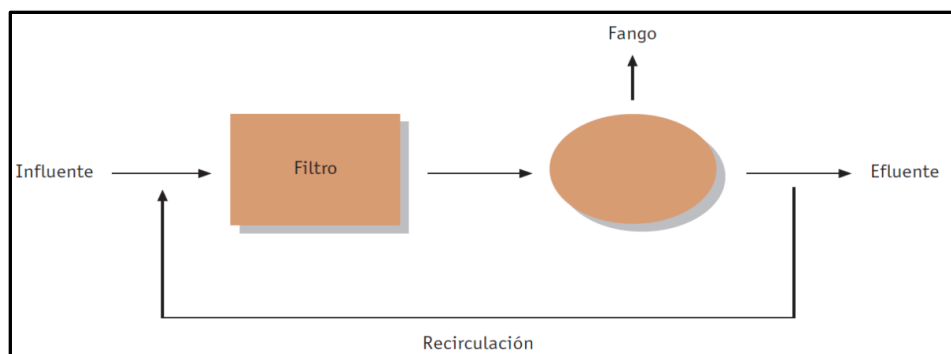 Fango
Influente
Filtro
Efluente
Recirculación